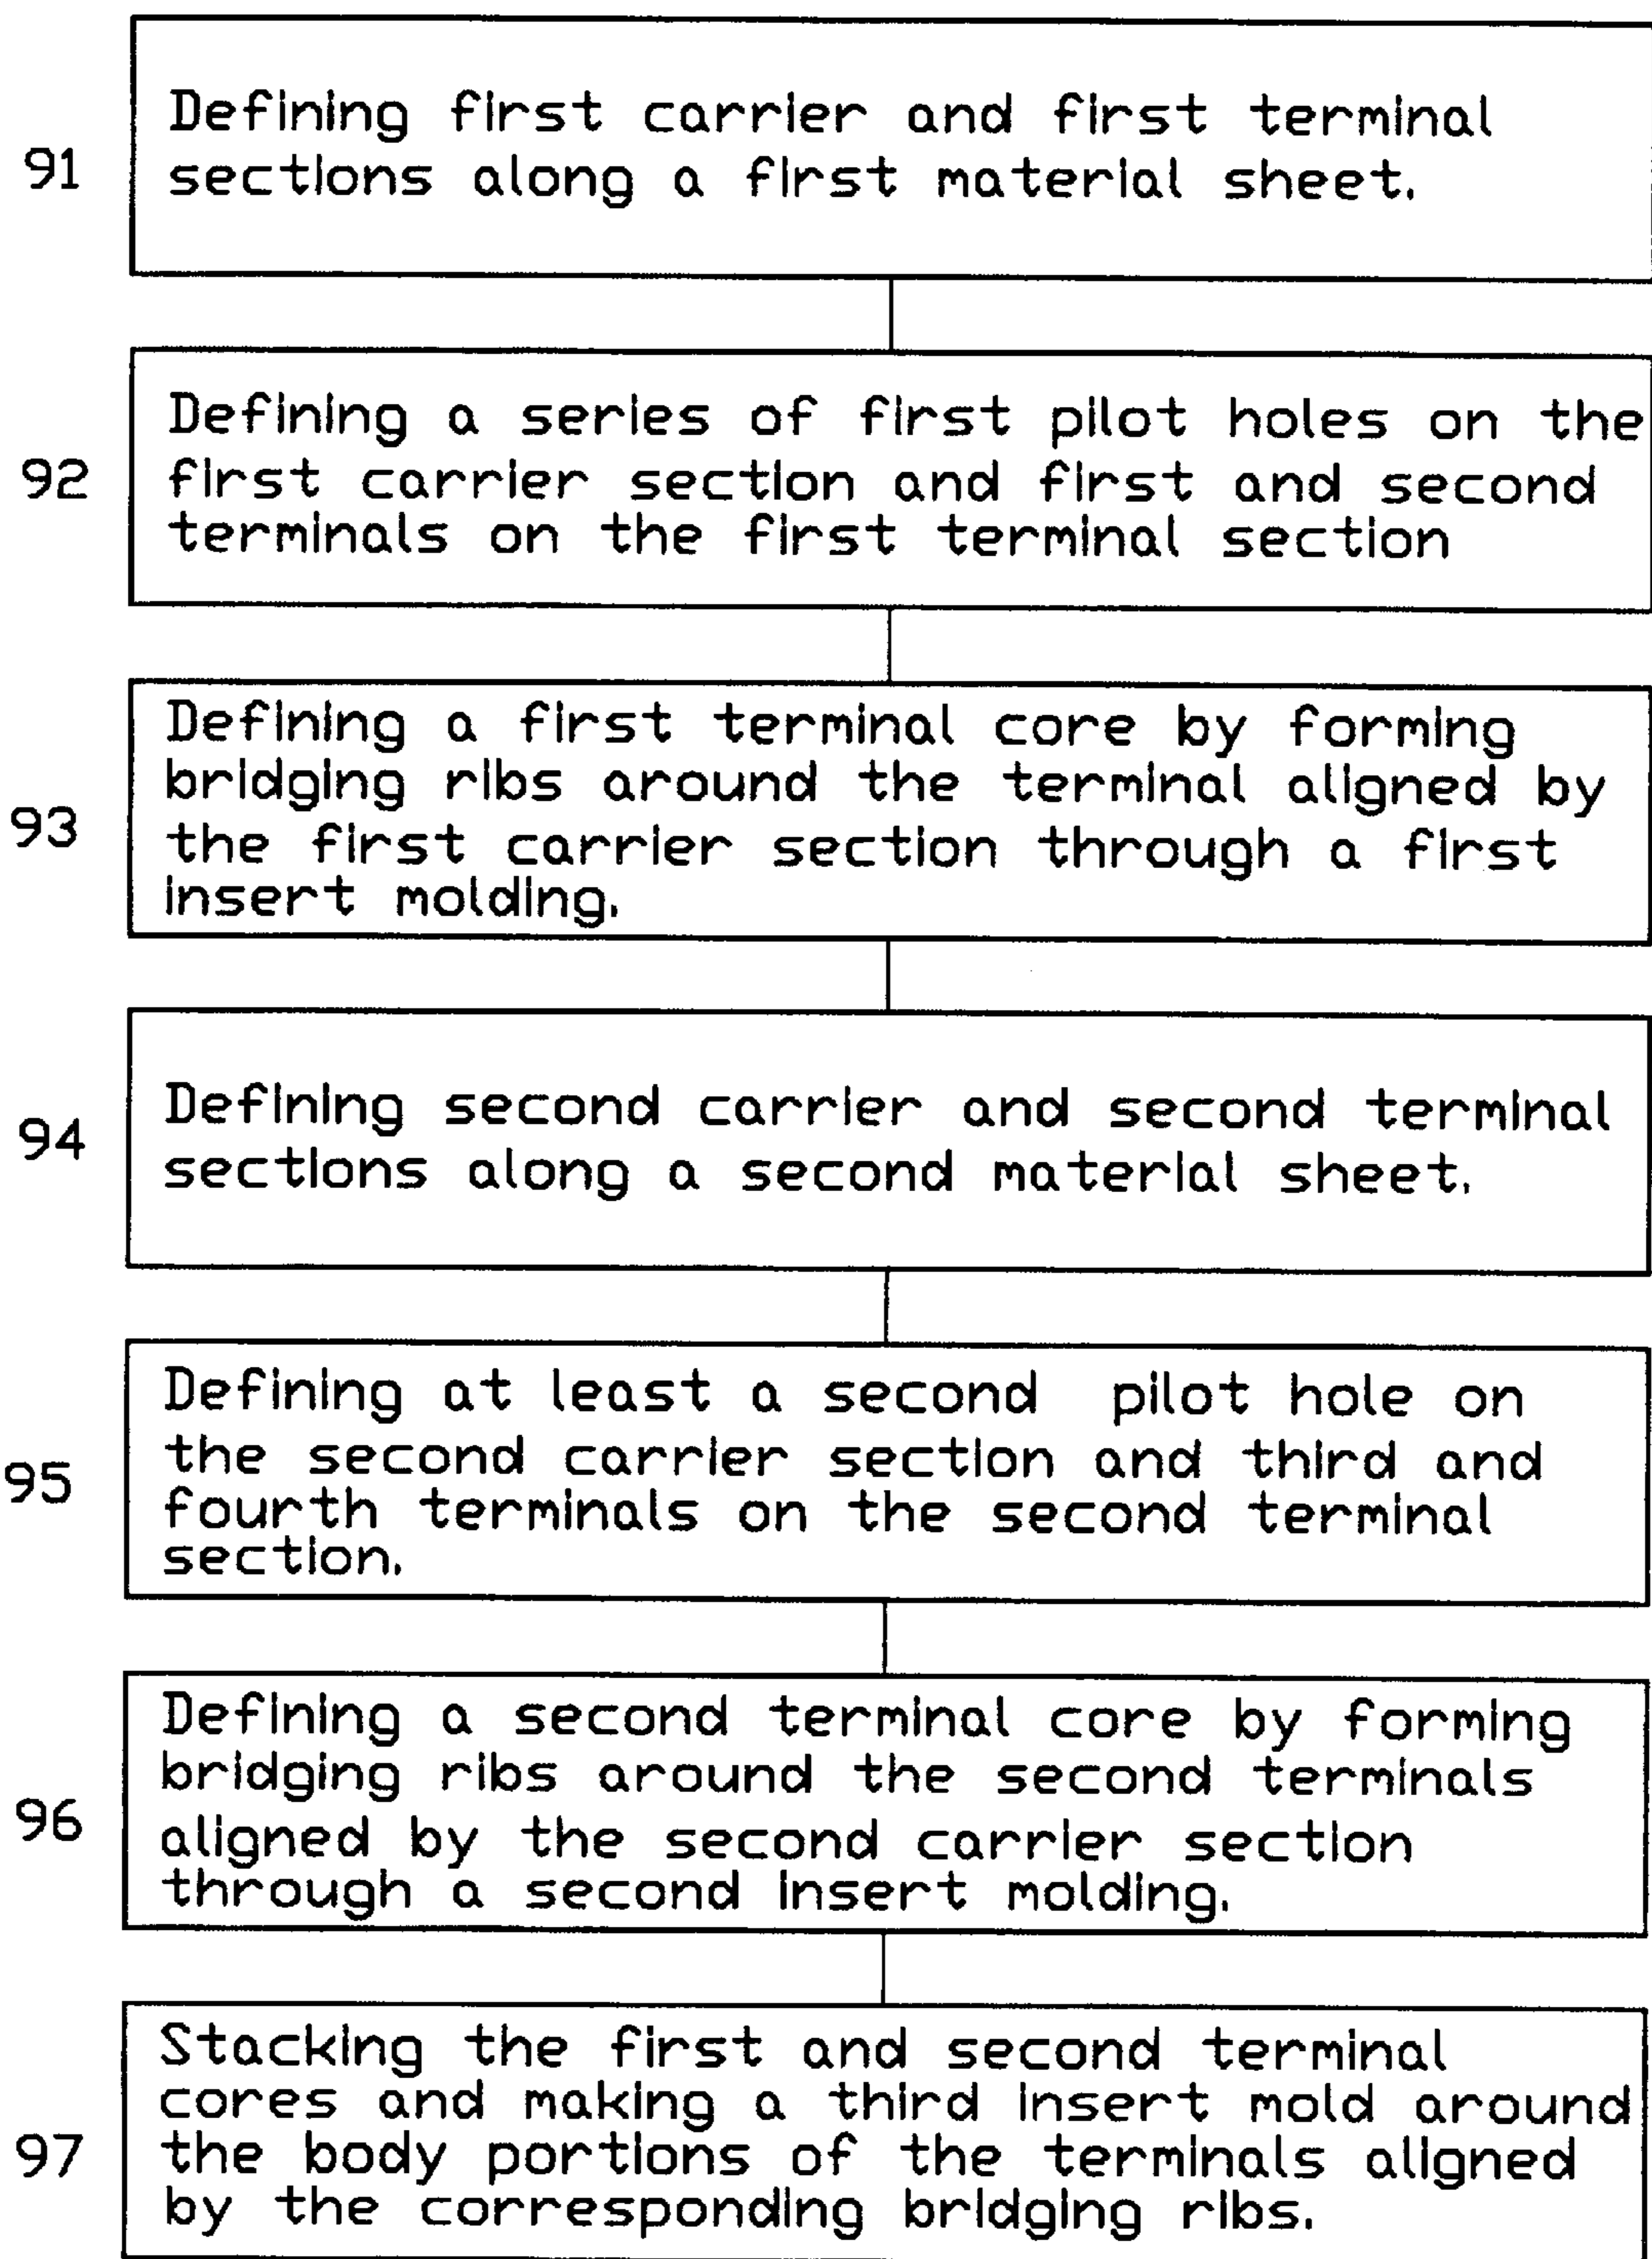 Defining first carrier and first terminal
91
sections along a first material sheet.
Defining a series of first pilot holes on the
92
first carrier section and first and second
terminals on the first terminal section
Defining a first terminal core by forming
bridging ribs around the terminal aligned by
93
the first carrier section through a first
insert molding.
Defining second carrier and second terminal
94
sections along a second material sheet.
Defining at least a second pilot hole on
the second carrier section and third and
95
fourth terminals on the second terminal
section.
Defining a second terminal core by forming
bridging ribs around the second terminals
96
aligned by the second carrier section
through a second insert molding.
Stacking the first and second terminal
cores and making a third insert mold around
97
the body portions of the terminals aligned
by the corresponding bridging ribs.